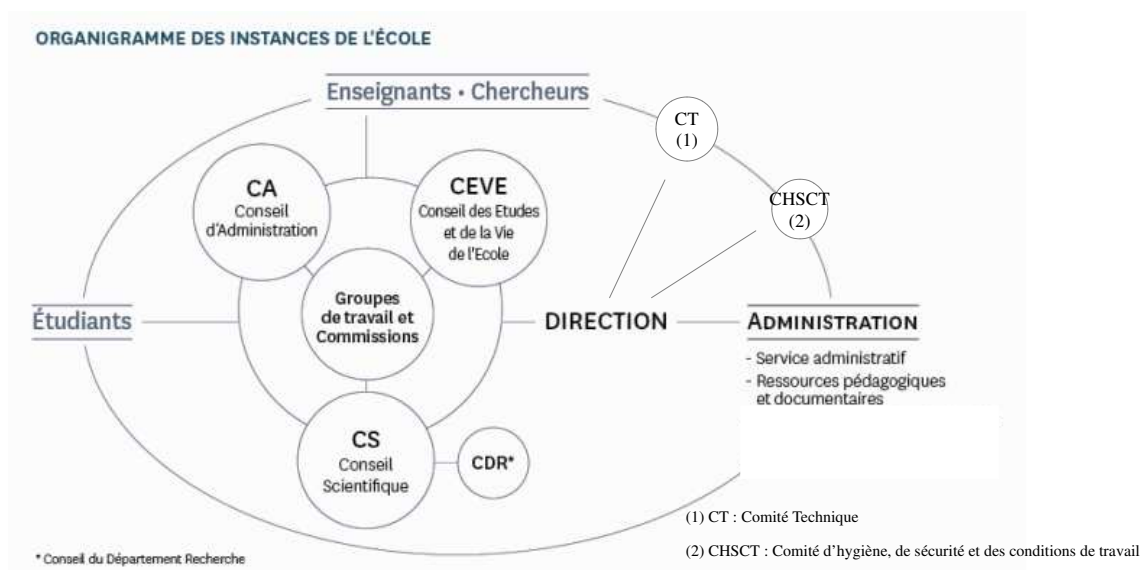 ORGANIGRAMME DES INSTANCES DE L'ÉCOLE
Enseignants • Chercheurs
CT
(1)
CHSCT
(2)
CA
Conseil
d'Administration
CEVE
Conseil des Etudes
et de la Vie
de l'Ecole
Groupes
de travail et
Commissions
Étudiants
DIRECTION
ADMINISTRATION
- Service administratif
- Ressources pédagogiques
et documentaires
CS
Conseil
Scientifique
CDR*
(1) CT : Comité Technique
(2) CHSCT : Comité d'hygiène, de sécurité et des conditions de travail
* Conseil du Département Recherche